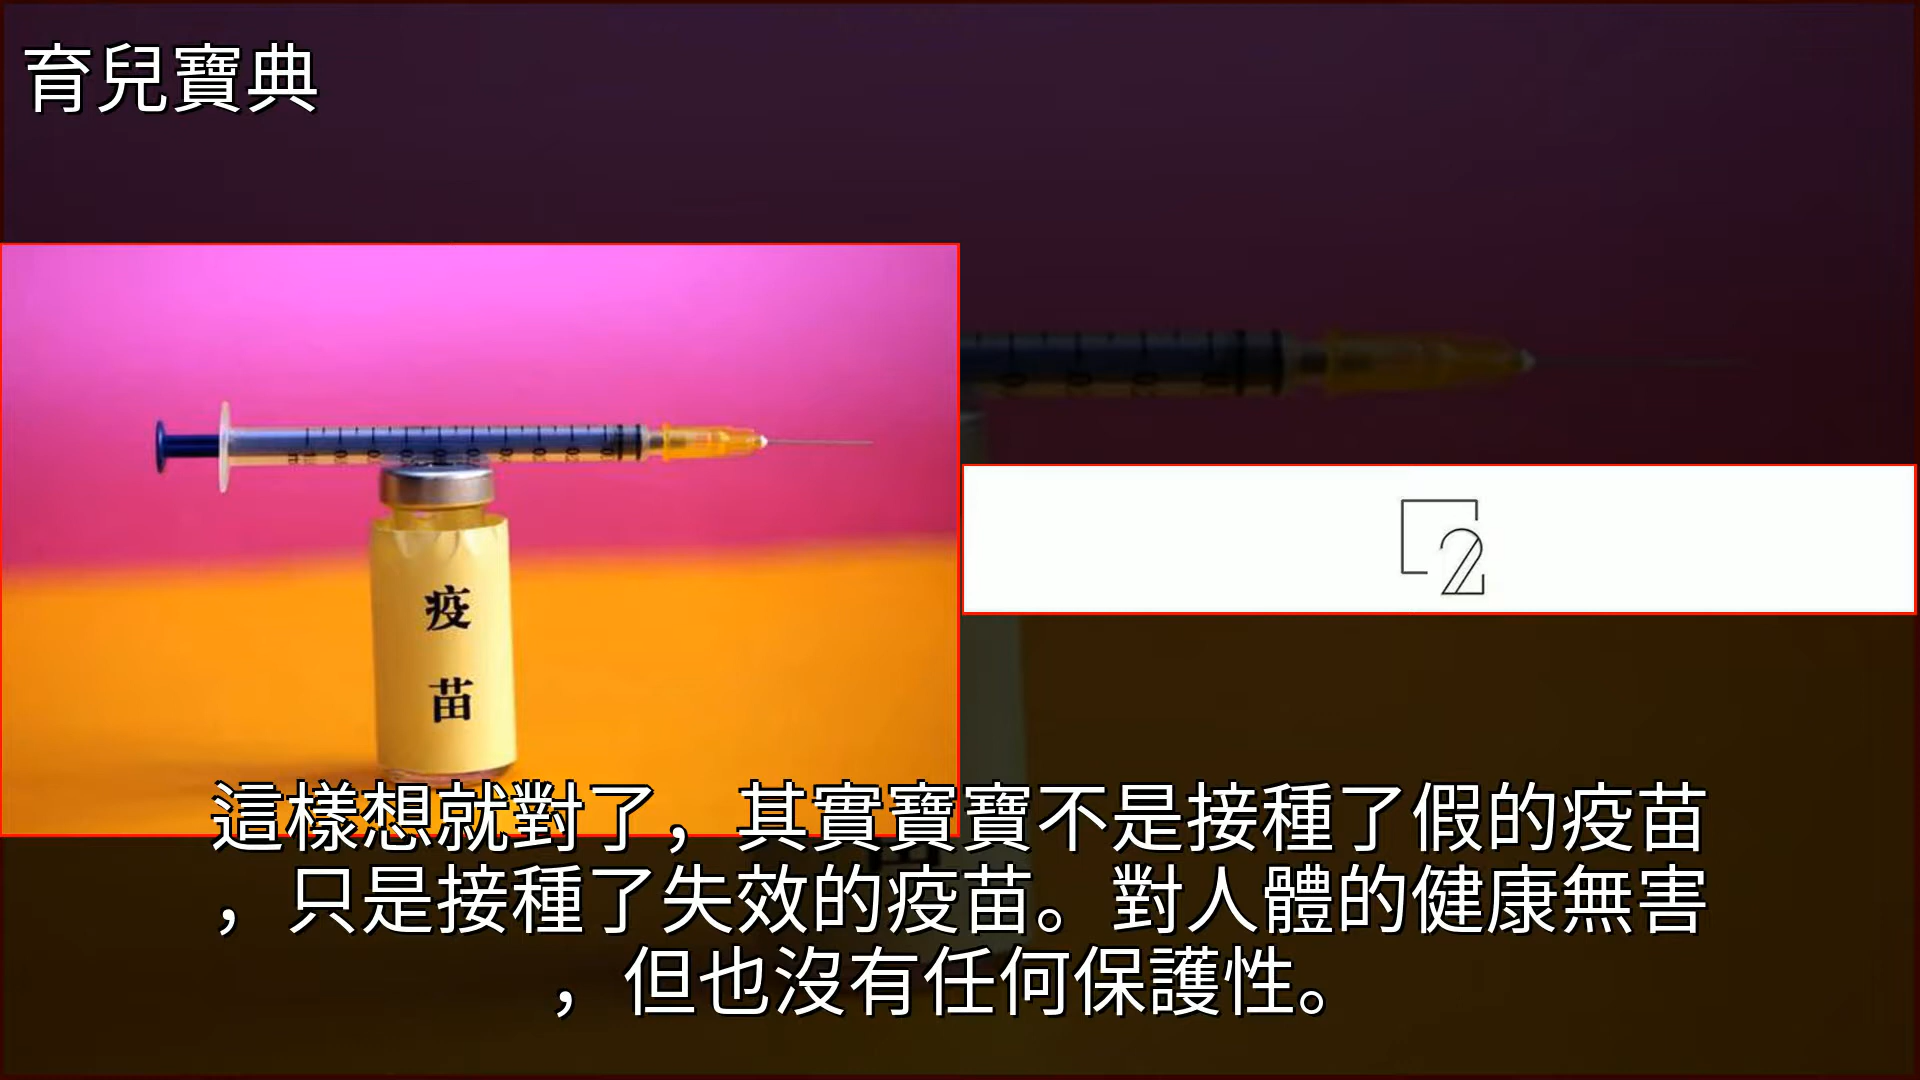 育兒寶典
疫
苗
2
這樣想就對了，其實寶寶不是接種了假的疫苗
，只是接種了失效的疫苗。對人體的健康無害
，但也沒有任何保護性。